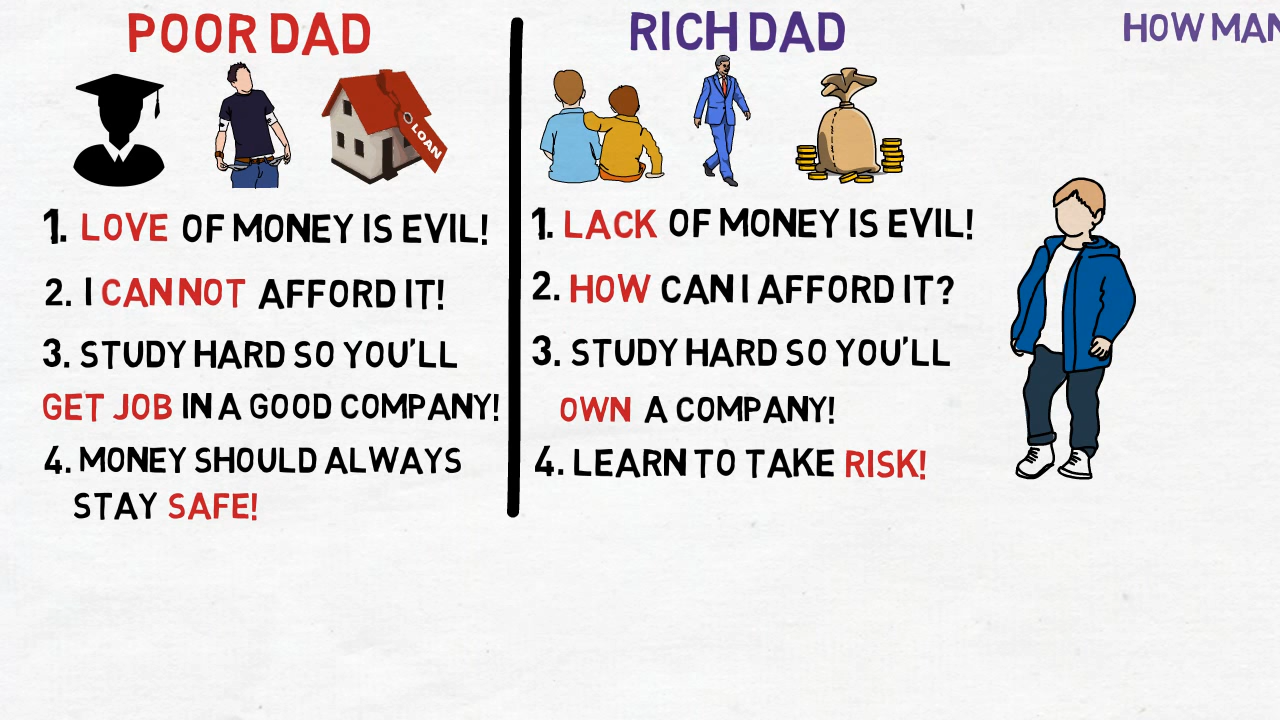 POOR DAD
LOAN
1. LOVE OF MONEY IS EVIL!
2. I CAN NOT AFFORD IT!
3. STUDY HARD SO YOU'LL
GET JOB IN A GOOD COMPANY!
4. MONEY SHOULD ALWAYS
STAY SAFE!
RICH DAD
1. LACK OF MONEY IS EVIL!
2. HOW CAN I AFFORD IT?
3. STUDY HARD SO YOU'LL
OWN A COMPANY!
4. LEARN TO TAKE RISK!
HOW